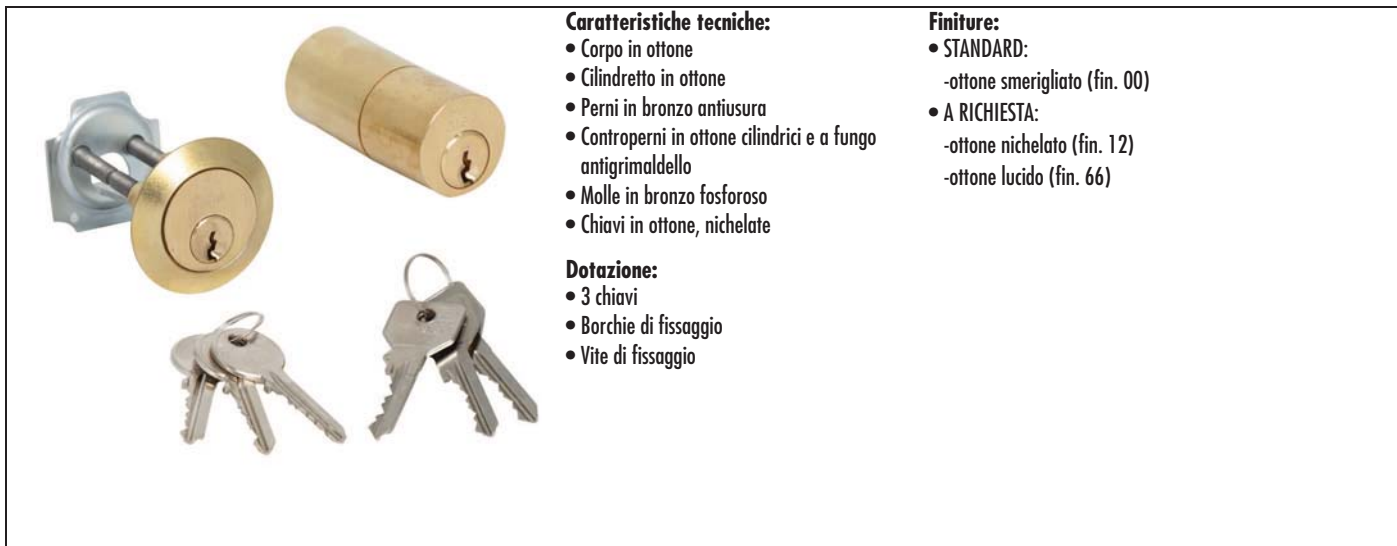 Caratteristiche tecniche:
• Corpo in ottone
• Cilindretto in ottone
• Perni in bronzo antiusura
• Controperni in ottone cilindrici e a fungo
antigrimaldello
• Molle in bronzo fosforoso
• Chiavi in ottone, nichelate
Dotazione:
• 3 chiavi
• Borchie di fissaggio
• Vite di fissaggio
Finiture:
• STANDARD:
-ottone smerigliato (fin. 00)
• A RICHIESTA:
-ottone nichelato (fin. 12)
-ottone lucido (fin. 66)